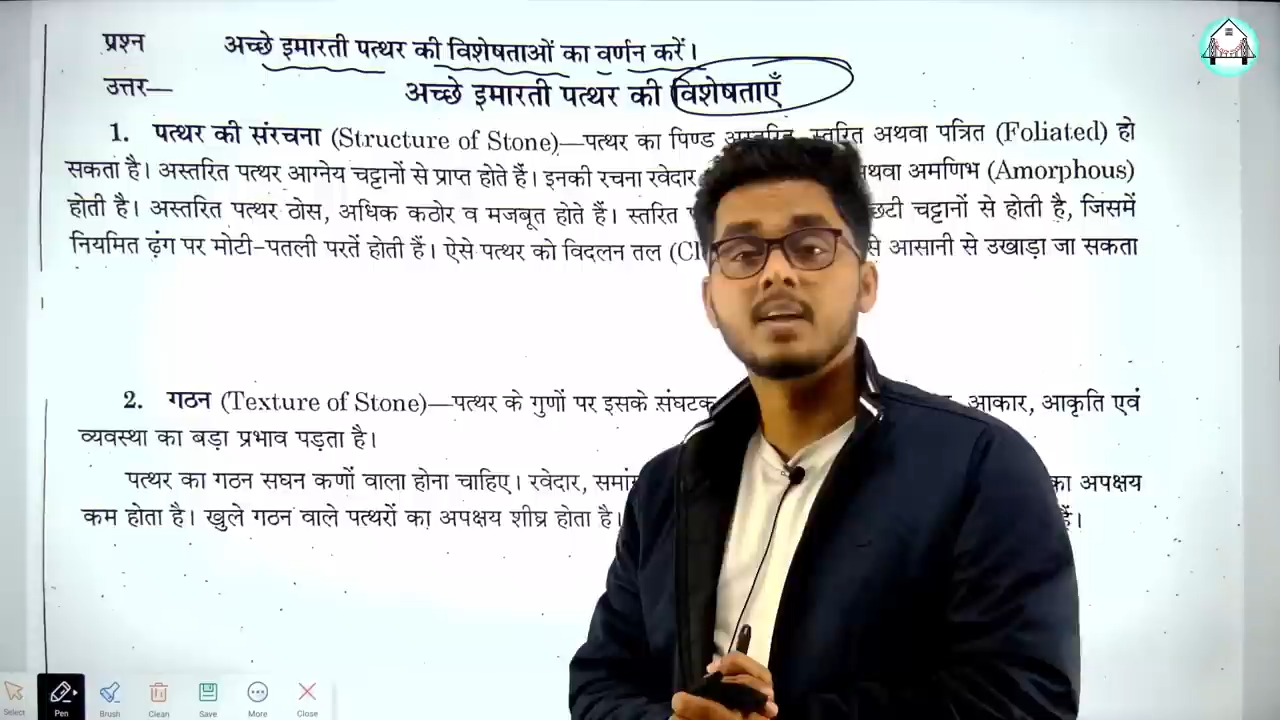 प्रश्न अच्छे इमारती पत्थर की विशेषताओं का वर्णन करें।
उत्तर— अच्छे इमारती पत्थर की विशेषताएँ
1. पत्थर की संरचना (Structure of Stone)—पत्थर का पिण्ड अस्तरित, स्तरित अथवा पत्रित (Foliated) हो
सकता है। अस्तरित पत्थर आग्नेय चट्टानों से प्राप्त होते हैं। इनकी रचना रवेदार अथवा अमणिभ (Amorphous)
होती है। अस्तरित पत्थर ठोस, अधिक कठोर व मजबूत होते हैं। स्तरित चट्टानों से होती है, जिसमें
नियमित ढ़ंग पर मोटी-पतली परतें होती हैं। ऐसे पत्थर को विदलन तल से आसानी से उखाड़ा जा सकता
2. गठन (Texture of Stone)—पत्थर के गुणों पर इसके संघटक आकार, आकृति एवं
व्यवस्था का बड़ा प्रभाव पड़ता है।
पत्थर का गठन सघन कणों वाला होना चाहिए। रवेदार, का अपक्षय
कम होता है। खुले गठन वाले पत्थरों का अपक्षय शीघ्र होता है। हैं।
Select Pen Brush Clean Save More Close